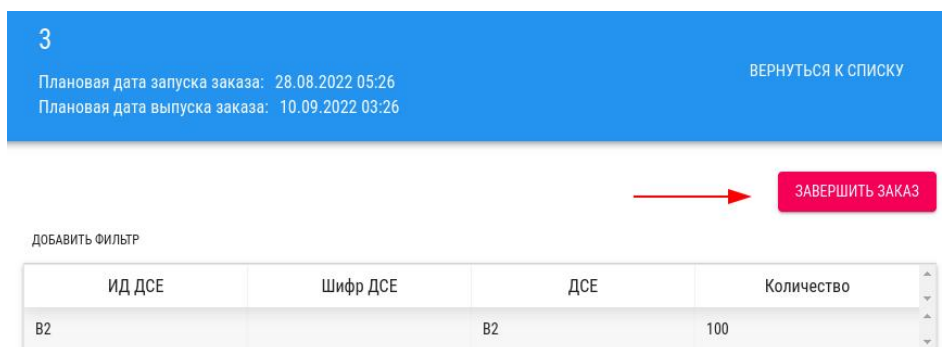 3
Плановая дата запуска заказа: 28.08.2022 05:26
ВЕРНУТЬСЯ К СПИСКУ
Плановая дата выпуска заказа: 10.09.2022 03:26
ЗАВЕРШИТЬ ЗАКАЗ
ДОБАВИТЬ ФИЛЬТР
ИД ДСЕ Шифр ДСЕ ДСЕ Количество
B2 B2 100